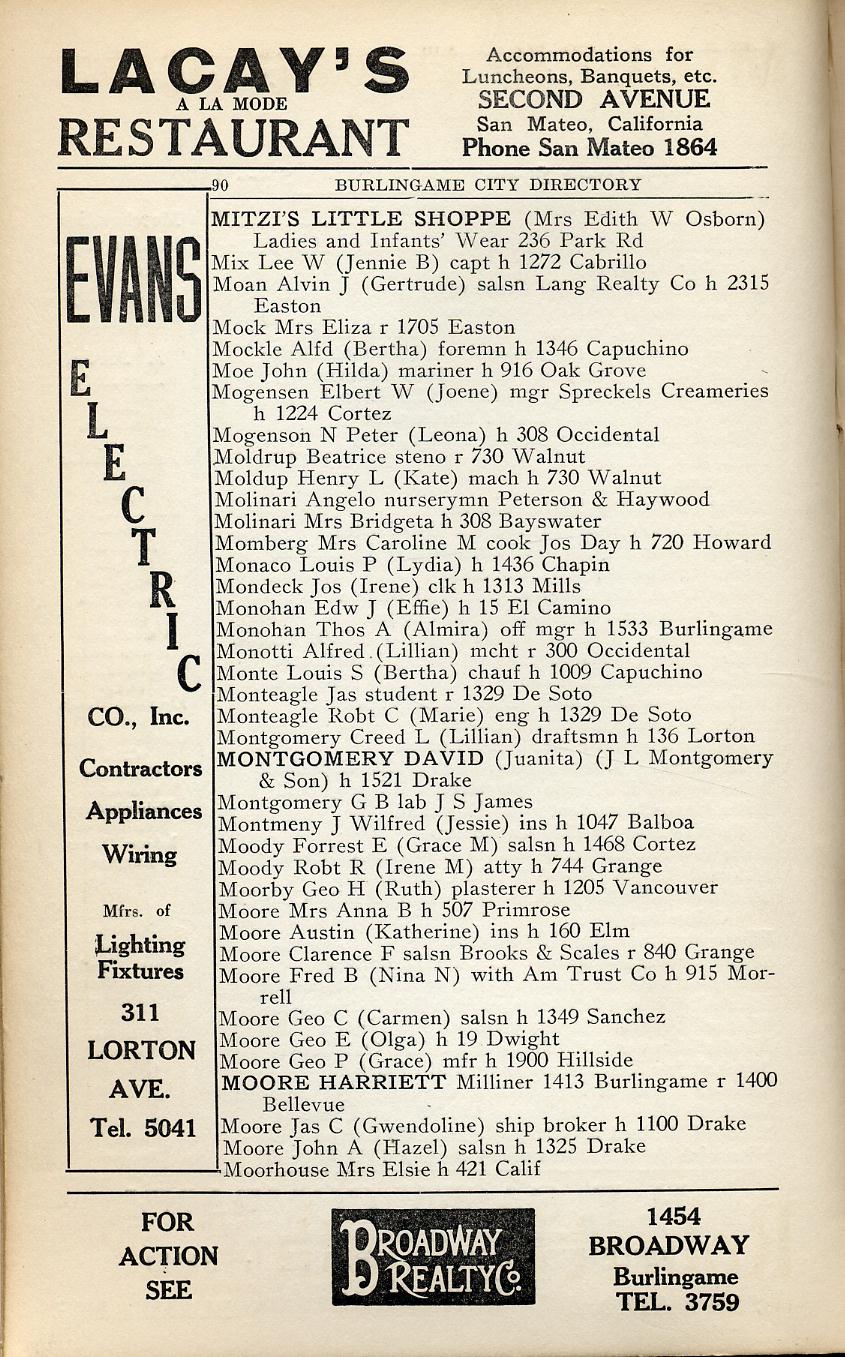 LACAY'S
A LA MODE
RESTAURANT
Accommodations for
Luncheons, Banquets, etc.
SECOND AVENUE
San Mateo, California
Phone San Mateo 1864
90 BURLINGAME CITY DIRECTORY
EVANS
ELECTRIC
CO., Inc.
Contractors
Appliances
Wiring
Mfrs. of
Lighting
Fixtures
311
LORTON
AVE.
Tel. 5041
MITZI'S LITTLE SHOPPE (Mrs Edith W Osborn)
Ladies and Infants' Wear 236 Park Rd
Mix Lee W (Jennie B) capt h 1272 Cabrillo
Moan Alvin J (Gertrude) salsn Lang Realty Co h 2315
Easton
Mock Mrs Eliza r 1705 Easton
Mockle Alfd (Bertha) foremn h 1346 Capuchino
Moe John (Hilda) mariner h 916 Oak Grove
Mogensen Elbert W (Joene) mgr Spreckels Creameries
h 1224 Cortez
Mogenson N Peter (Leona) h 308 Occidental
Moldrup Beatrice steno r 730 Walnut
Moldup Henry L (Kate) mach h 730 Walnut
Molinari Angelo nurserymn Peterson & Haywood
Molinari Mrs Bridgeta h 308 Bayswater
Momberg Mrs Caroline M cook Jos Day h 720 Howard
Monaco Louis P (Lydia) h 1436 Chapin
Mondeck Jos (Irene) clk h 1313 Mills
Monohan Edw J (Effie) h 15 El Camino
Monohan Thos A (Almira) off mgr h 1533 Burlingame
Monotti Alfred (Lillian) mcht r 300 Occidental
Monte Louis S (Bertha) chauf h 1009 Capuchino
Monteagle Jas student r 1329 De Soto
Monteagle Robt C (Marie) eng h 1329 De Soto
Montgomery Creed L (Lillian) draftsmn h 136 Lorton
MONTGOMERY DAVID (Juanita) (J L Montgomery
& Son) h 1521 Drake
Montgomery G B lab J S James
Montmeny J Wilfred (Jessie) ins h 1047 Balboa
Moody Forrest E (Grace M) salsn h 1468 Cortez
Moody Robt R (Irene M) atty h 744 Grange
Moorby Geo H (Ruth) plasterer h 1205 Vancouver
Moore Mrs Anna B h 507 Primrose
Moore Austin (Katherine) ins h 160 Elm
Moore Clarence F salsn Brooks & Scales r 840 Grange
Moore Fred B (Nina N) with Am Trust Co h 915 Mor-
rell
Moore Geo C (Carmen) salsn h 1349 Sanchez
Moore Geo E (Olga) h 19 Dwight
Moore Geo P (Grace) mfr h 1900 Hillside
MOORE HARRIETT Milliner 1413 Burlingame r 1400
Bellevue
Moore Jas C (Gwendoline) ship broker h 1100 Drake
Moore John A (Hazel) salsn h 1325 Drake
Moorhouse Mrs Elsie h 421 Calif
FOR
ACTION
SEE
BROADWAY
REALTY Co.
1454
BROADWAY
Burlingame
TEL. 3759